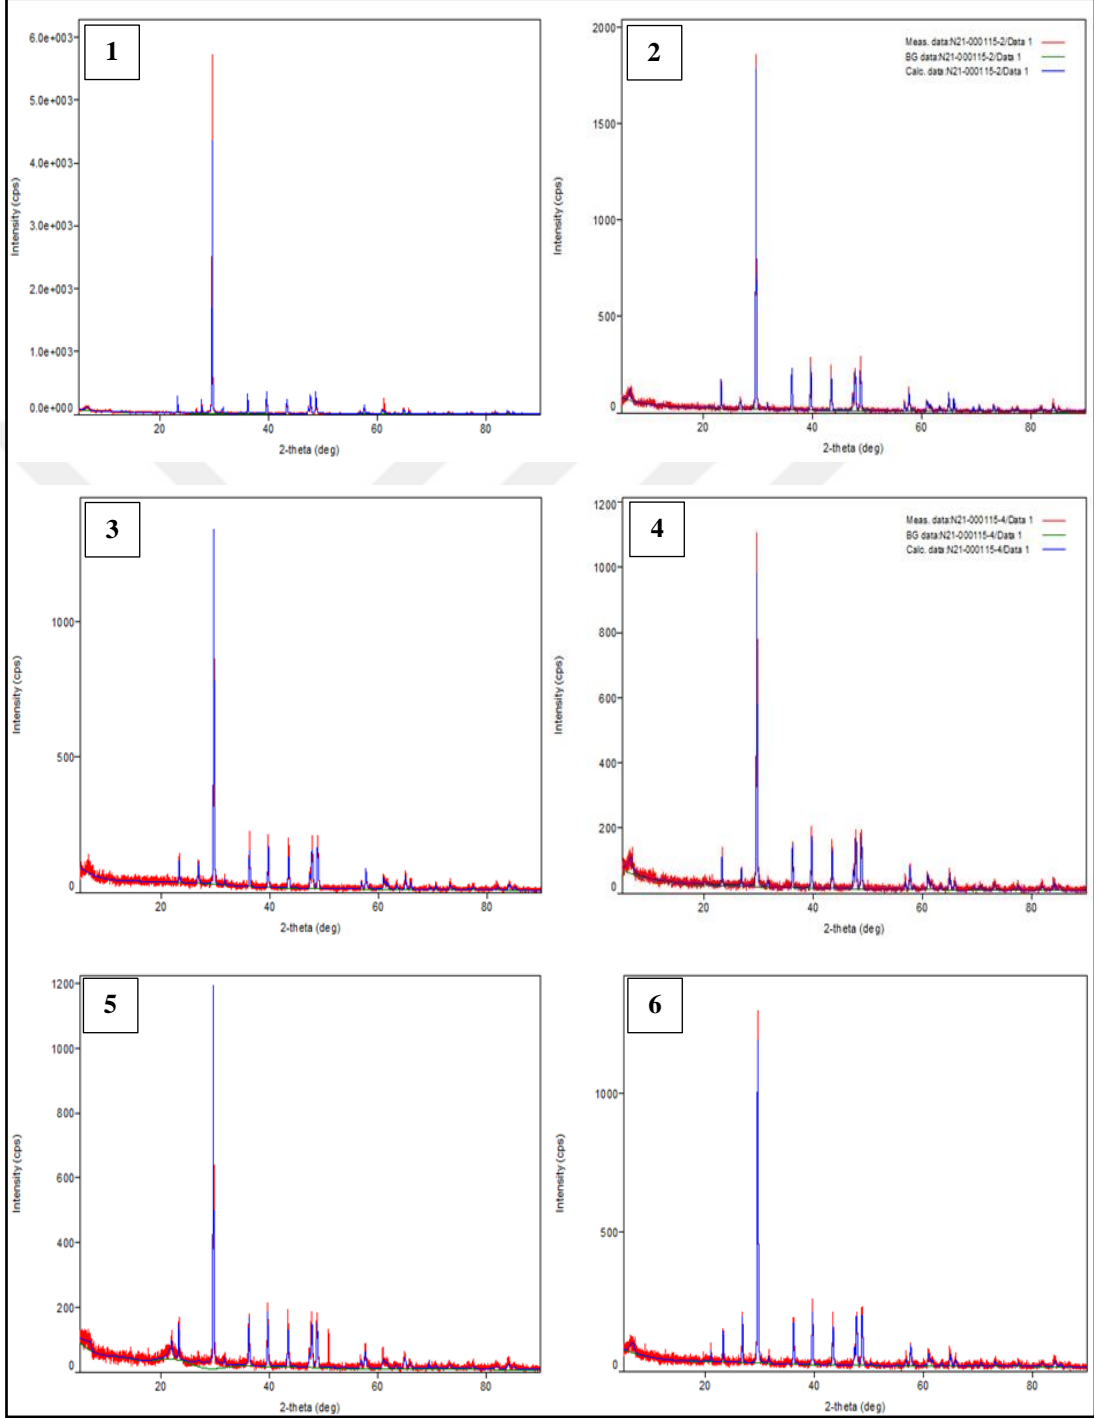 1
6.0e+003
5.0e+003
4.0e+003
3.0e+003
2.0e+003
1.0e+003
0.0e+000
Intensity (cps)
20 40 60 80
2-theta (deg)
2
Meas. data:N21-000115-2/Data 1
BG data:N21-000115-2/Data 1
Calc. data:N21-000115-2/Data 1
2000
1500
1000
500
0
Intensity (cps)
20 40 60 80
2-theta (deg)
3
1000
500
0
Intensity (cps)
20 40 60 80
2-theta (deg)
4
Meas. data:N21-000115-4/Data 1
BG data:N21-000115-4/Data 1
Calc. data:N21-000115-4/Data 1
1200
1000
800
600
400
200
0
Intensity (cps)
20 40 60 80
2-theta (deg)
5
1200
1000
800
600
400
200
0
Intensity (cps)
20 40 60 80
2-theta (deg)
6
1000
500
0
Intensity (cps)
20 40 60 80
2-theta (deg)